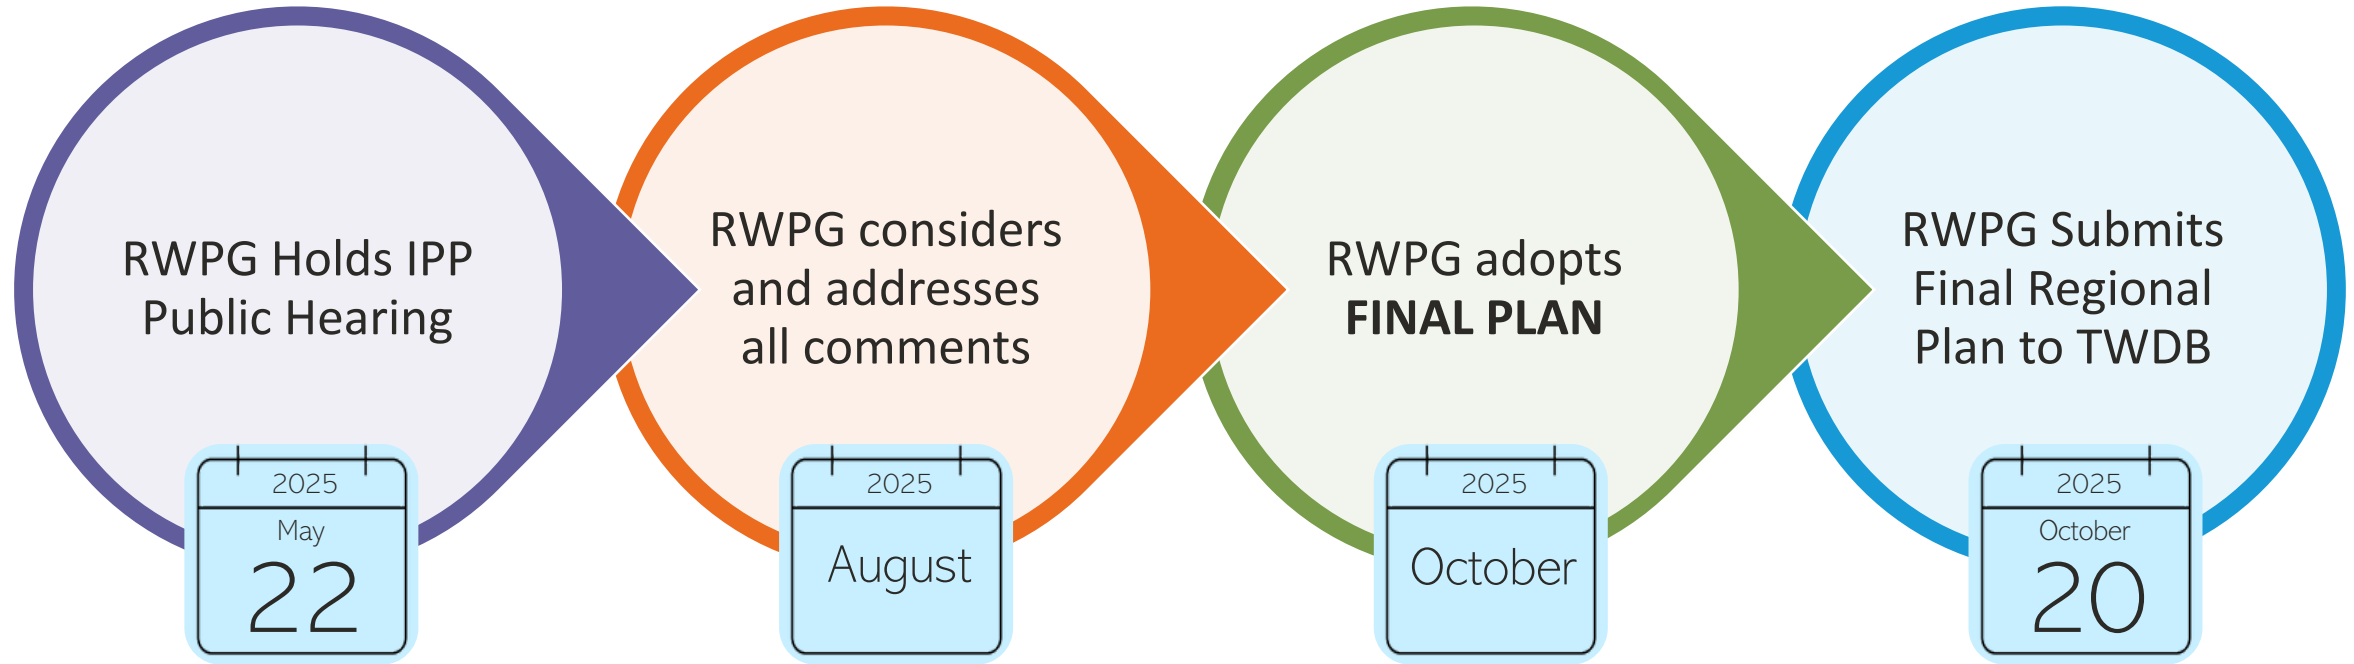 RWPG Holds IPP
Public Hearing
2025
May
22
RWPG considers
and addresses
all comments
2025
August
RWPG adopts
FINAL PLAN
2025
October
RWPG Submits
Final Regional
Plan to TWDB
2025
October
20